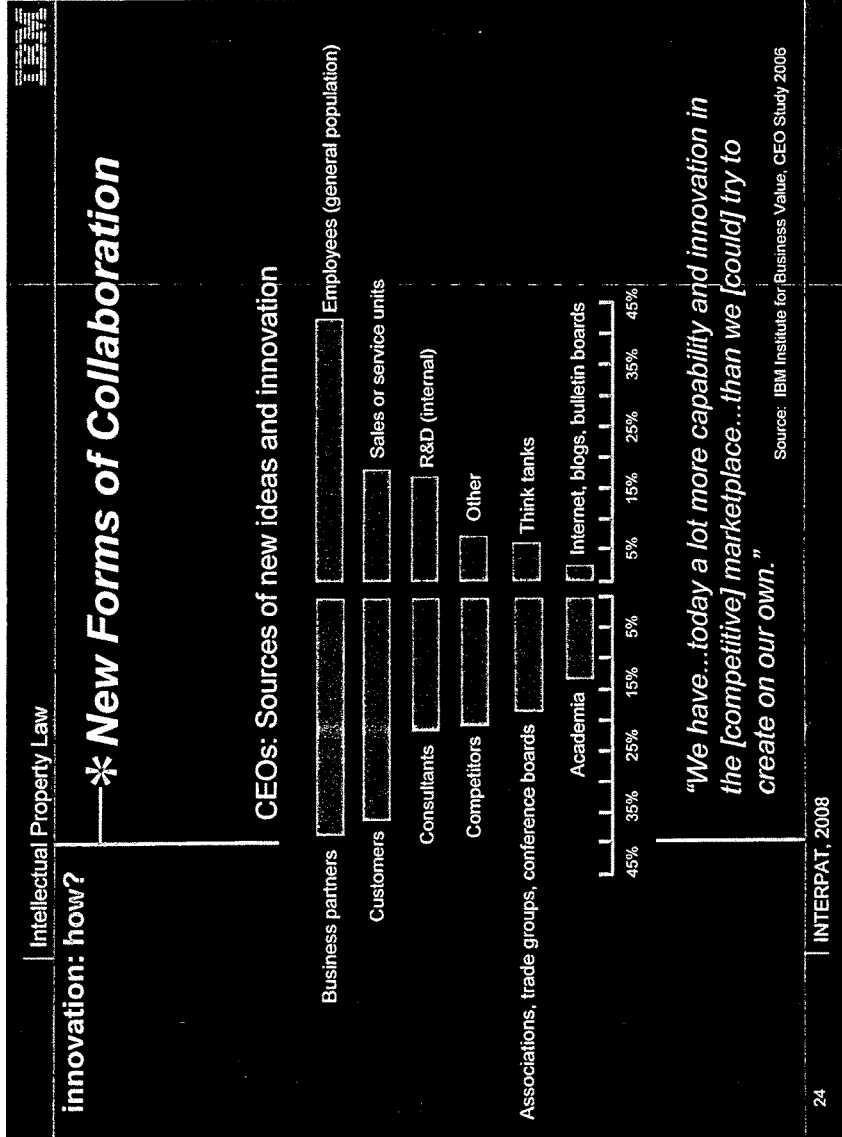 Intellectual Property Law
IBM
innovation: how?
* New Forms of Collaboration
CEOs: Sources of new ideas and innovation
Business partners
Employees (general population)
Customers
Sales or service units
Consultants
R&D (internal)
Competitors
Other
Associations, trade groups, conference boards
Think tanks
Academia
Internet, blogs, bulletin boards
45% 35% 25% 15% 5% 5% 15% 25% 35% 45%
"We have...today a lot more capability and innovation in
the [competitive] marketplace...than we [could] try to
create on our own."
Source: IBM Institute for Business Value, CEO Study 2006
24
INTERPAT, 2008